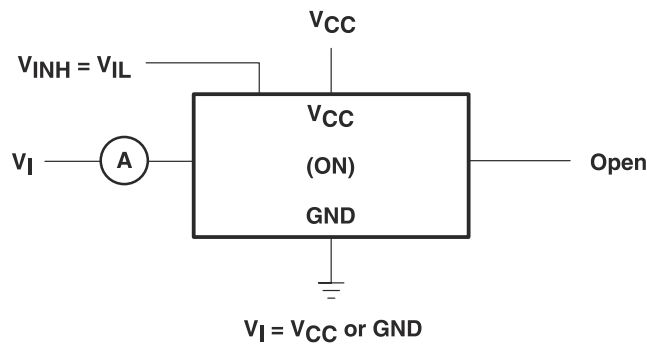 VCC
VINH = VIL
VCC
VI
A
(ON)
Open
GND
VI = VCC or GND